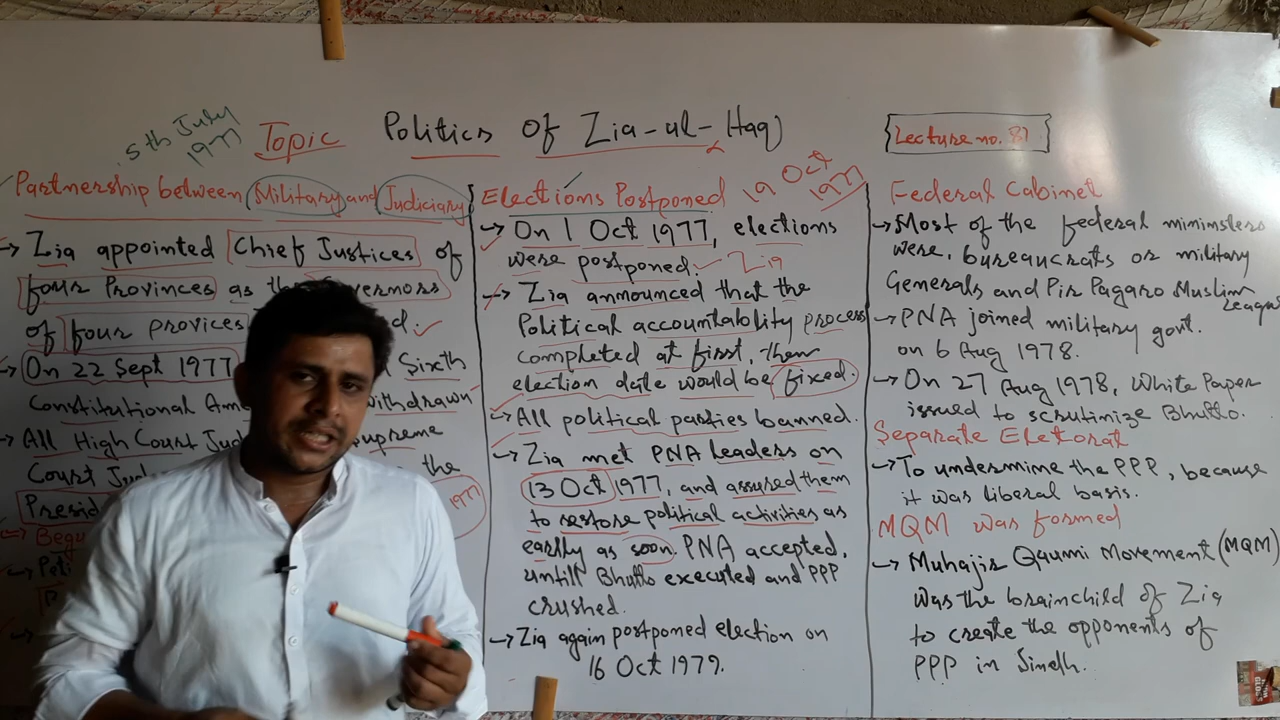 5th July
1977
Topic
Politics of Zia-ul-Haq
Lecture no. 81
Partnership between Military and Judiciary
→ Zia appointed Chief Justices of
four Provinces as the
of four provices
→ On 22 Sept 1977 Sixth
Constitutional withdrawn
→ All High Court Supreme
Court the
1977
Elections Postponed
19 Oct
1977
→ On 1 Oct 1977, elections
were postponed. Zia
→ Zia announced that the
Political accountability process
completed at first, then
election date would be fixed.
→ All political parties banned.
→ Zia met PNA leaders on
13 Oct 1977, and assured them
to restore political activities as
early as soon. PNA accepted,
untill Bhutto executed and PPP
crushed.
→ Zia again postponed election on
16 Oct 1979.
Federal Cabinet
→ Most of the federal minimsters
were, bureaucrats or military
Generals and Pir Pagaro Muslim
League
→ PNA joined military govt.
on 6 Aug 1978.
→ On 27 Aug 1978, White Paper
issued to scrutimize Bhutto.
Separate Eletorat
→ To undermine the PPP, because
it was liberal basis.
MQM was formed
→ Muhajir Qaumi Movement (MQM)
was the brainchild of Zia
to create the opponents of
PPP in Sindh.